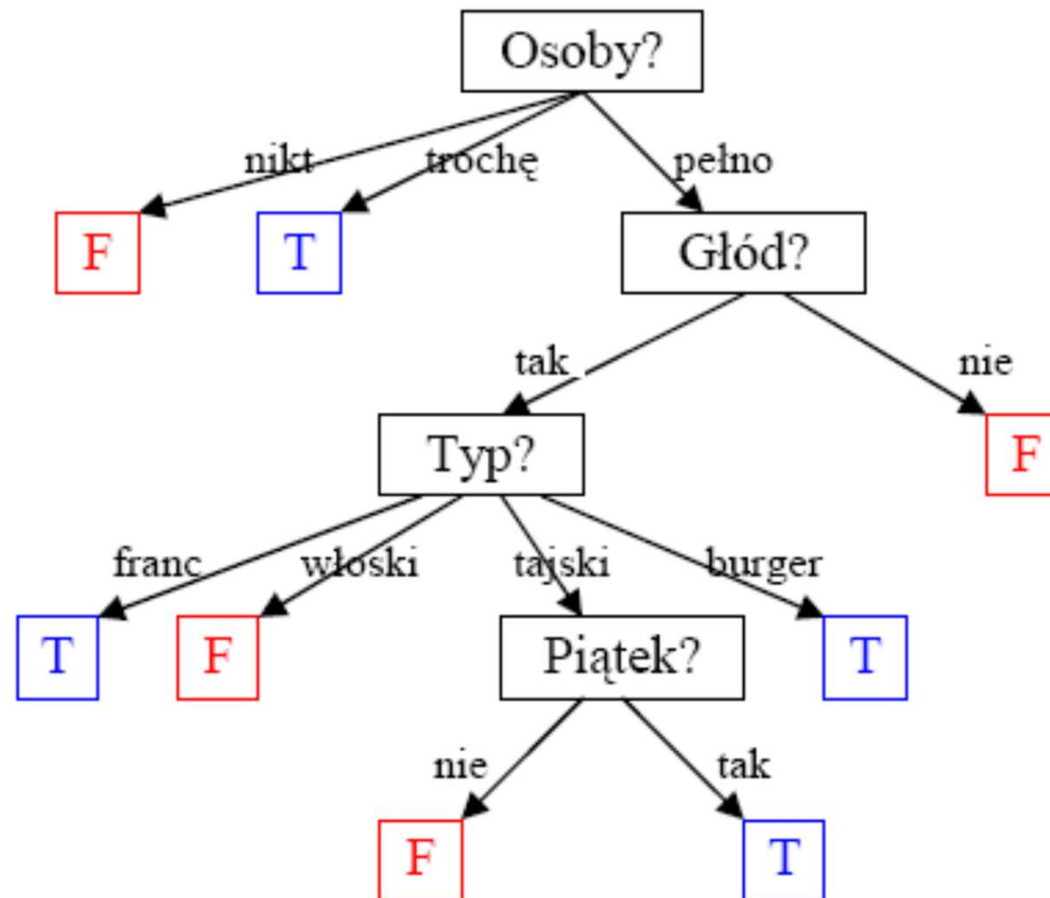 Osoby?
nikt trochę pełno
F T Głód?
tak nie
Typ? F
franc włoski tajski burger
T F Piątek? T
nie tak
F T